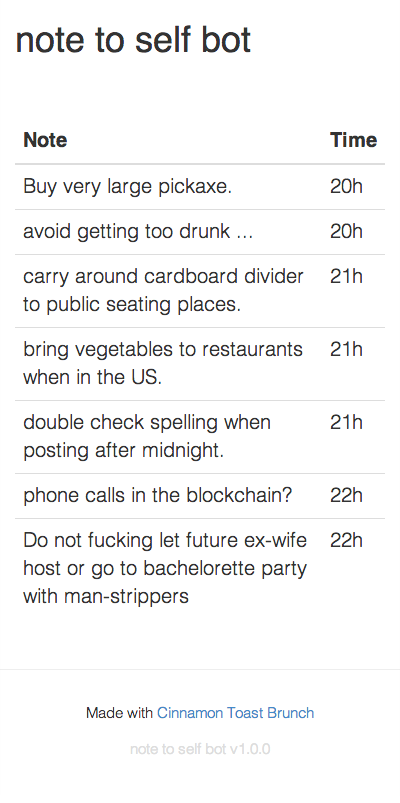 note to self bot
Note Time
Buy very large pickaxe. 20h
avoid getting too drunk ... 20h
carry around cardboard divider 21h
to public seating places.
bring vegetables to restaurants 21h
when in the US.
double check spelling when 21h
posting after midnight.
phone calls in the blockchain? 22h
Do not fucking let future ex-wife 22h
host or go to bachelorette party
with man-strippers
Made with Cinnamon Toast Brunch
note to self bot v1.0.0